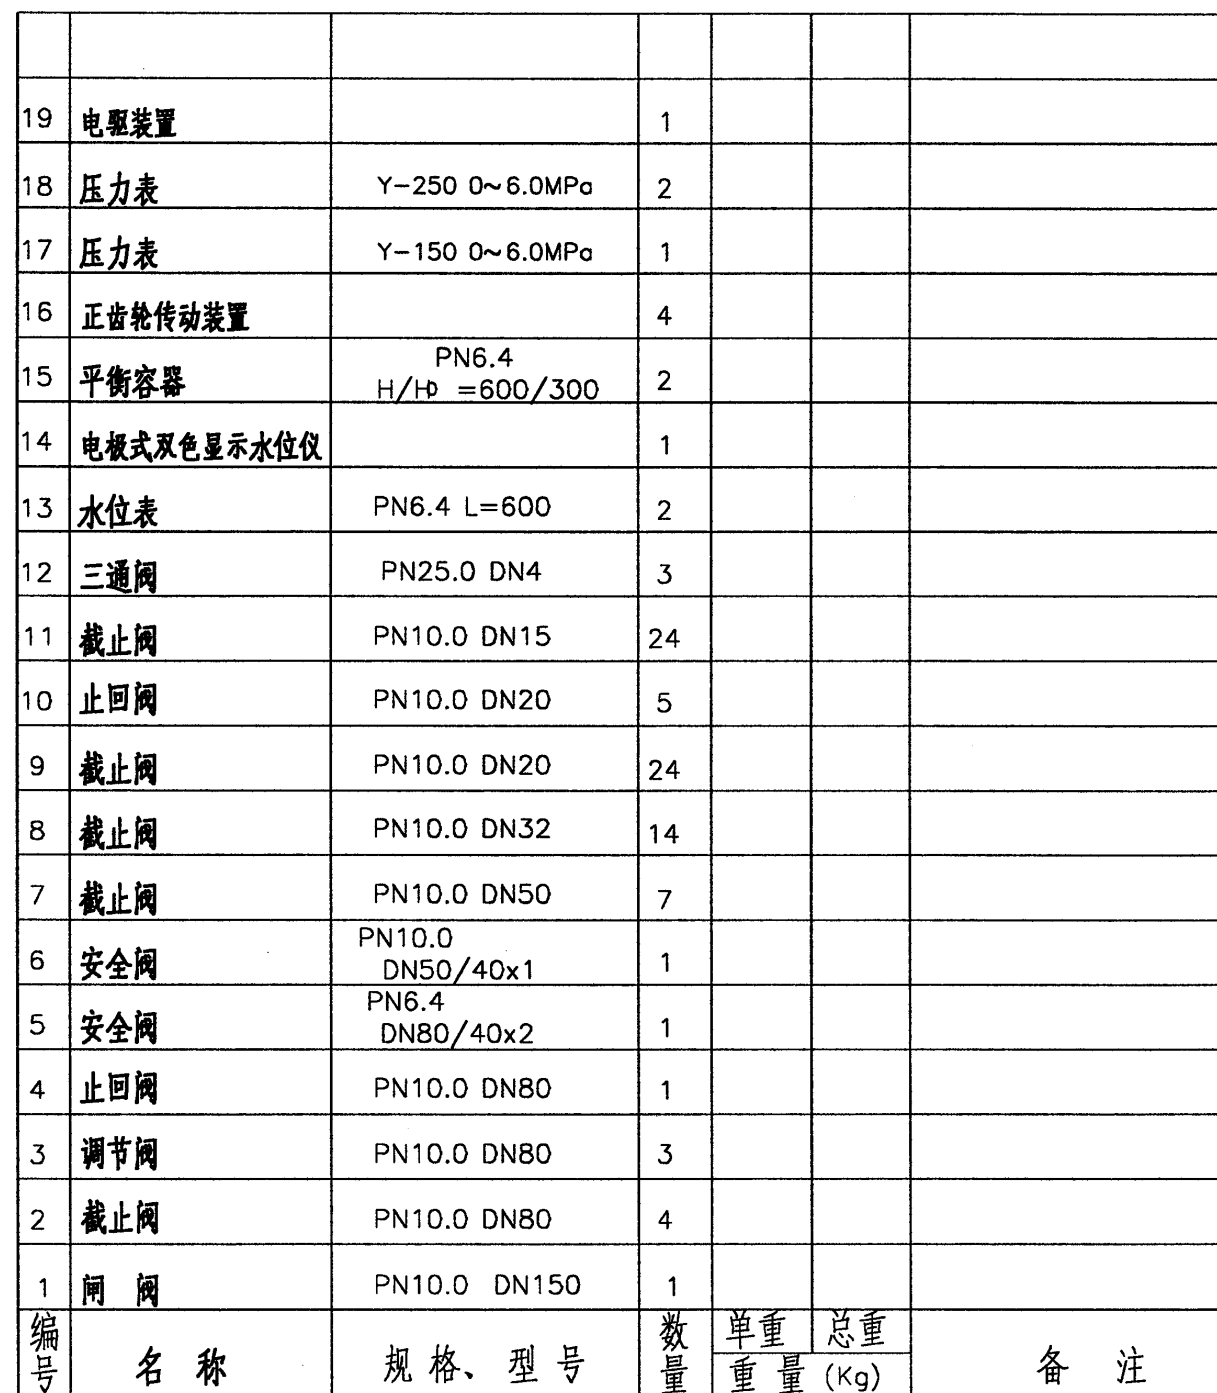 19 电驱装置 1
18 压力表 Y-250 0~6.0MPa 2
17 压力表 Y-150 0~6.0MPa 1
16 正齿轮传动装置 4
PN6.4
15 平衡容器 H/H =600/300 2
14 电极式双色显示水位仪 1
13 水位表 PN6.4 L=600 2
12 三通阀 PN25.0 DN4 3
11 截止阀 PN10.0 DN15 24
10 止回阀 PN10.0 DN20 5
9 截止阀 PN10.0 DN20 24
8 截止阀 PN10.0 DN32 14
7 截止阀 PN10.0 DN50 7
PN10.0
6 安全阀 DN50/40x1 1
PN6.4
5 安全阀 DN80/40x2 1
4 止回阀 PN10.0 DN80 1
3 调节阀 PN10.0 DN80 3
2 截止阀 PN10.0 DN80 4
1 闸 阀 PN10.0 DN150 1
编号 名 称 规 格、型 号 数量 单重 总重 备 注
重 量 (Kg)